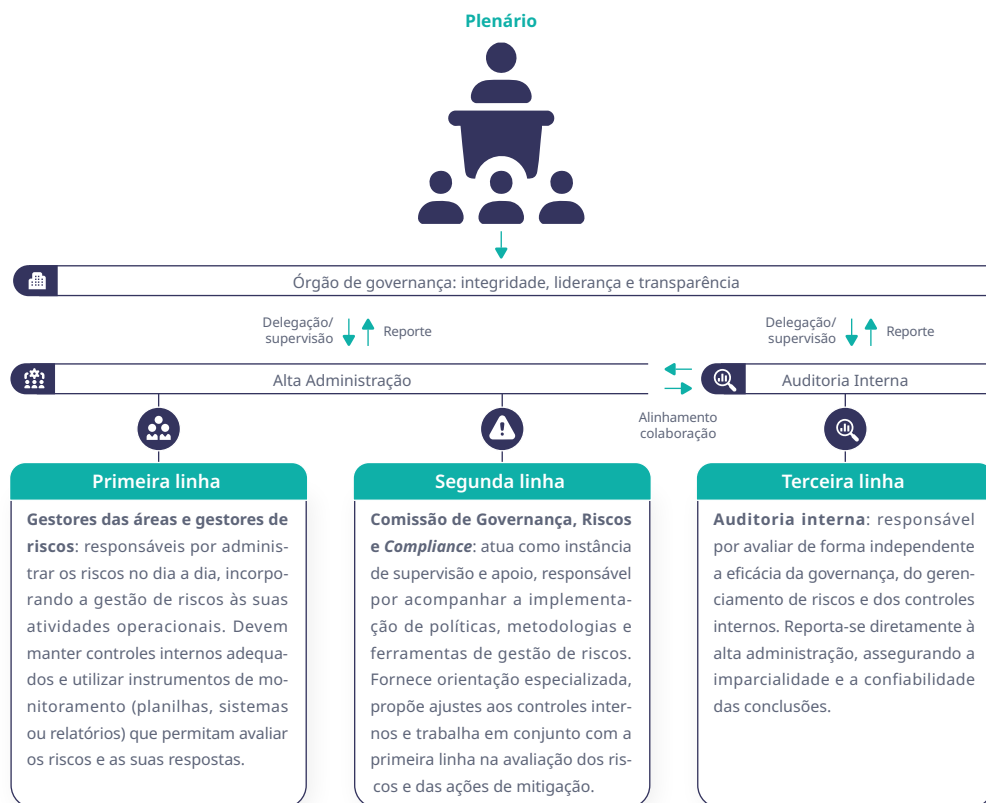 Plenário
Órgão de governança: integridade, liderança e transparência
Delegação/
supervisão
Reporte
Delegação/
supervisão
Reporte
Alta Administração
Auditoria Interna
Alinhamento
colaboração
Primeira linha
Gestores das áreas e gestores de
riscos: responsáveis por adminis-
trar os riscos no dia a dia, incorpo-
rando a gestão de riscos às suas
atividades operacionais. Devem
manter controles internos adequa-
dos e utilizar instrumentos de mo-
nitoramento (planilhas, sistemas
ou relatórios) que permitam avaliar
os riscos e as suas respostas.
Segunda linha
Comissão de Governança, Riscos
e Compliance: atua como instância
de supervisão e apoio, responsável
por acompanhar a implementa-
ção de políticas, metodologias e
ferramentas de gestão de riscos.
Fornece orientação especializada,
propõe ajustes aos controles inter-
nos e trabalha em conjunto com a
primeira linha na avaliação dos ris-
cos e das ações de mitigação.
Terceira linha
Auditoria interna: responsável
por avaliar de forma independente
a eficácia da governança, do geren-
ciamento de riscos e dos controles
internos. Reporta-se diretamente à
alta administração, assegurando a
imparcialidade e a confiabilidade
das conclusões.